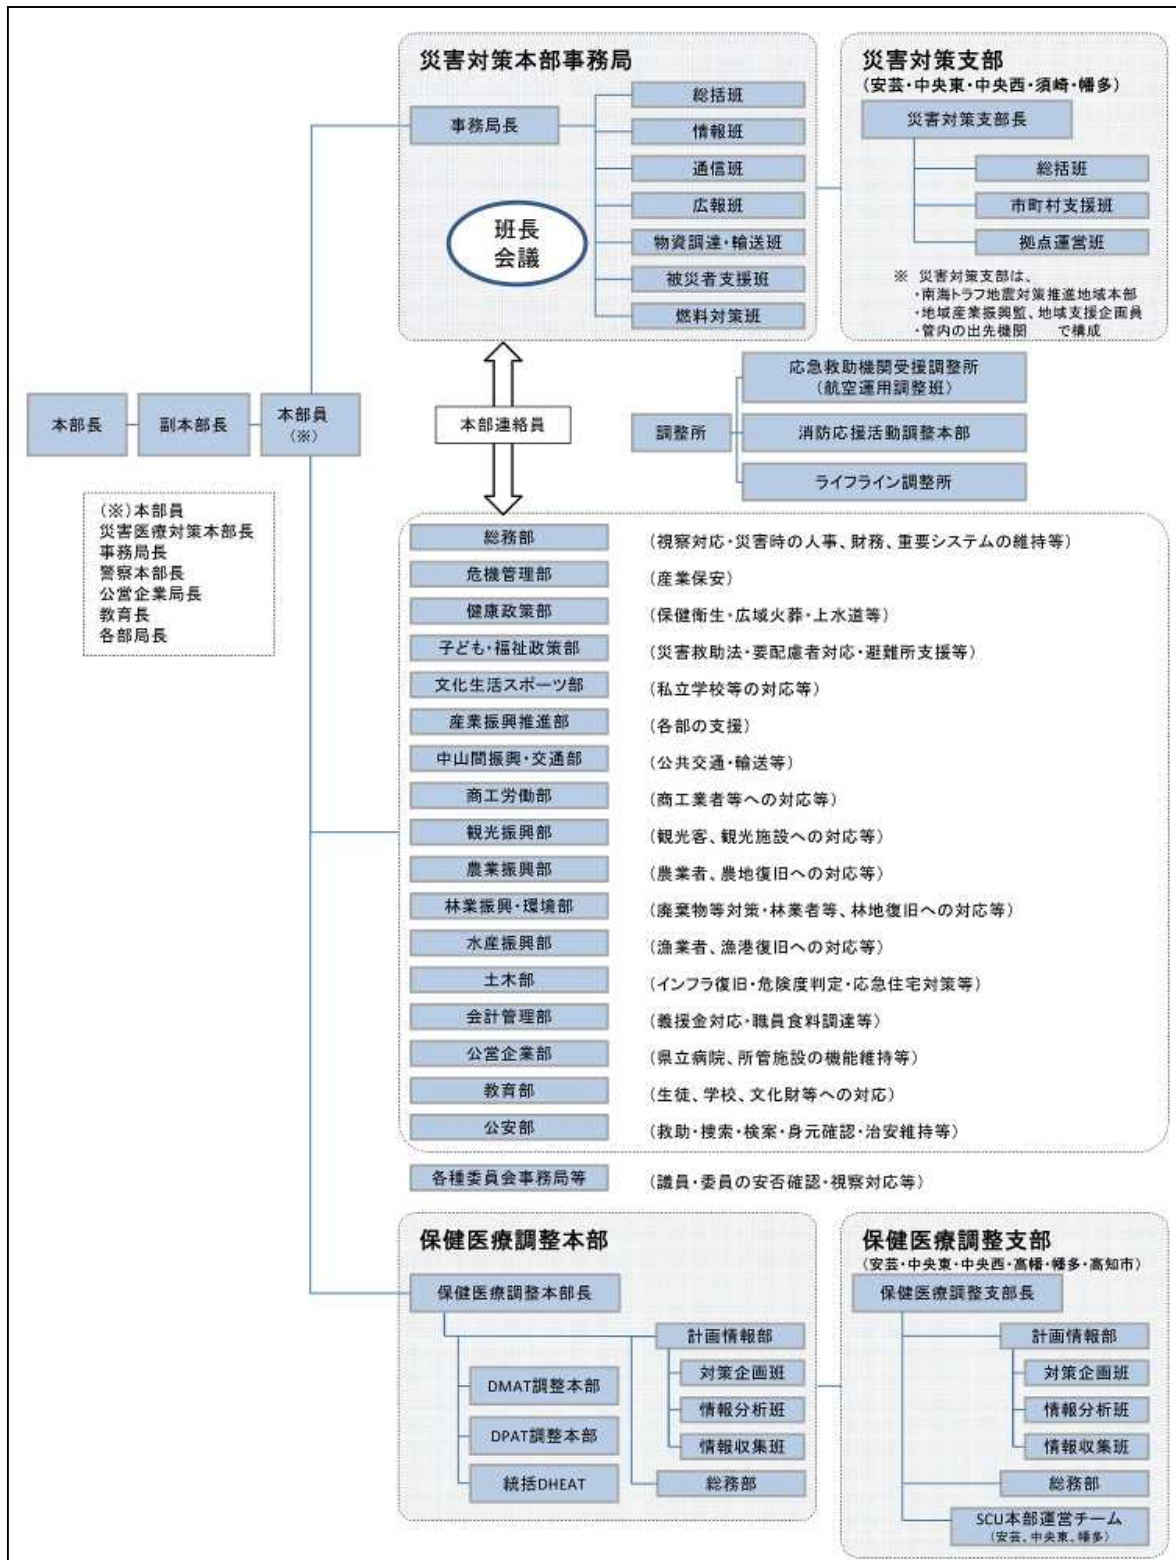 災害対策本部事務局
事務局長
総括班
情報班
通信班
広報班
物資調達・輸送班
被災者支援班
燃料対策班
班長
会議
災害対策支部
(安芸・中央東・中央西・須崎・幡多)
災害対策支部長
総括班
市町村支援班
拠点運営班
※ 災害対策支部は、
・南海トラフ地震対策推進地域本部
・地域産業振興監、地域支援企画員
・管内の出先機関 で構成
本部長
副本部長
本部員
(※)
本部連絡員
調整所
応急救助機関受援調整所
(航空運用調整班)
消防応援活動調整本部
ライフライン調整所
(※)本部員
災害医療対策本部長
事務局長
警察本部長
公営企業局長
教育長
各部局長
総務部 (視察対応・災害時の人事、財務、重要システムの維持等)
危機管理部 (産業保安)
健康政策部 (保健衛生・広域火葬・上水道等)
子ども・福祉政策部 (災害救助法・要配慮者対応・避難所支援等)
文化生活スポーツ部 (私立学校等の対応等)
産業振興推進部 (各部の支援)
中山間振興・交通部 (公共交通・輸送等)
商工労働部 (商工業者等への対応等)
観光振興部 (観光客、観光施設への対応等)
農業振興部 (農業者、農地復旧への対応等)
林業振興・環境部 (廃棄物等対策・林業者等、林地復旧への対応等)
水産振興部 (漁業者、漁港復旧への対応等)
土木部 (インフラ復旧・危険度判定・応急住宅対策等)
会計管理部 (義援金対応・職員食料調達等)
公営企業部 (県立病院、所管施設の機能維持等)
教育部 (生徒、学校、文化財等への対応)
公安部 (救助・捜索・検案・身元確認・治安維持等)
各種委員会事務局等 (議員・委員の安否確認・視察対応等)
保健医療調整本部
保健医療調整本部長
DMAT調整本部
DPAT調整本部
統括DHEAT
計画情報部
対策企画班
情報分析班
情報収集班
総務部
保健医療調整支部
(安芸・中央東・中央西・高幡・幡多・高知市)
保健医療調整支部長
計画情報部
対策企画班
情報分析班
情報収集班
総務部
SCU本部運営チーム
(安芸、中央東、幡多)